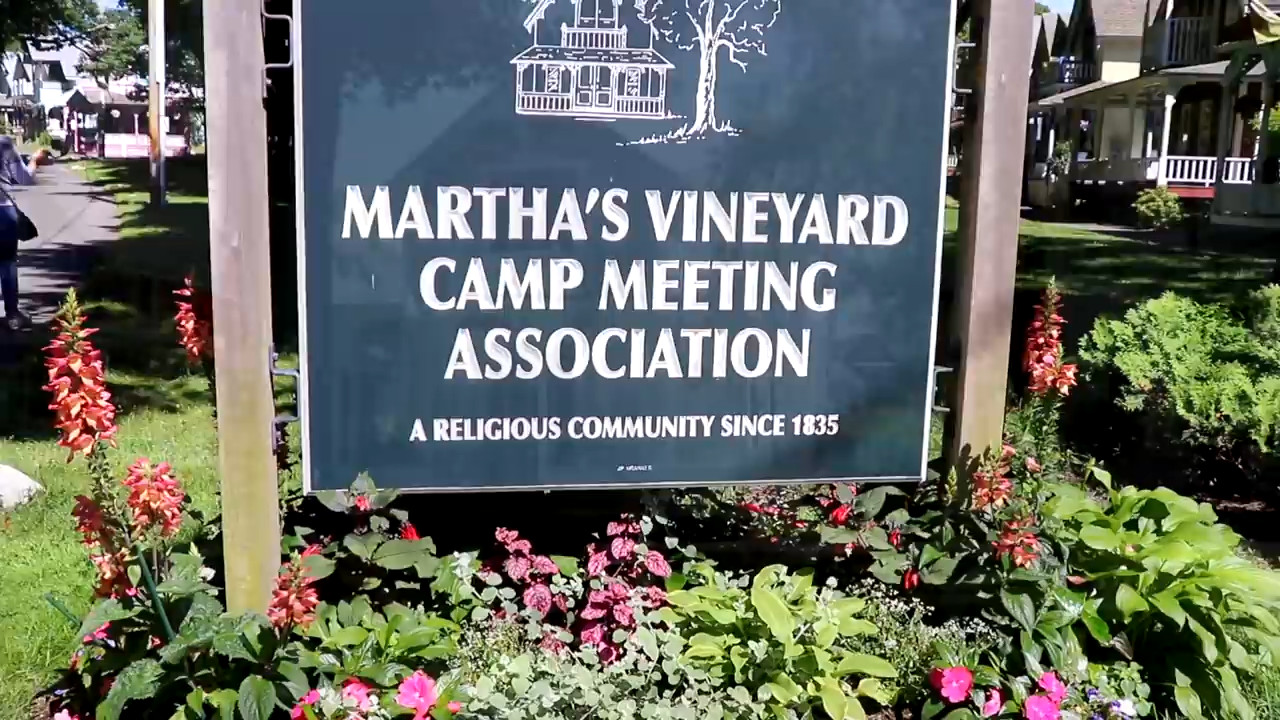 MARTHA'S VINEYARD
CAMP MEETING
ASSOCIATION
A RELIGIOUS COMMUNITY SINCE 1835